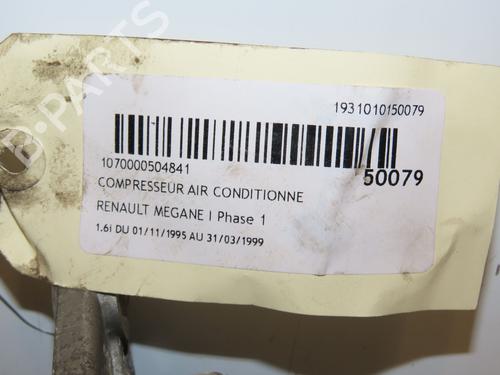 1931010150079
1070000504841
50079
COMPRESSEUR AIR CONDITIONNE
RENAULT MEGANE I Phase 1
1.6i DU 01/11/1995 AU 31/03/1999
B-PARTS